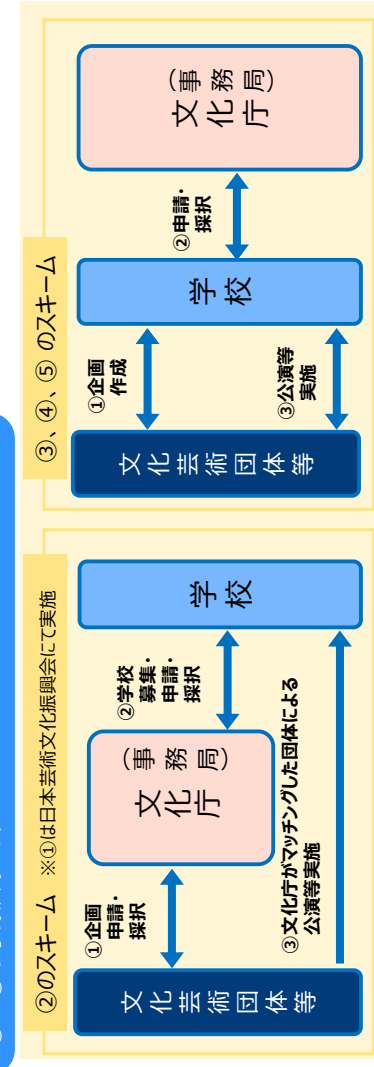 ②のスキーム ※①は日本芸術文化振興会にて実施
文化芸術団体等
①企画
申請・
採択
文化庁
(事務局)
②学校
募集・
申請・
採択
学校
③文化庁がマッチングした団体による
公演等実施
③、④、⑤ のスキーム
文化芸術団体等
①企画
作成
学校
②申請・
採択
文化庁
(事務局)
③公演等
実施